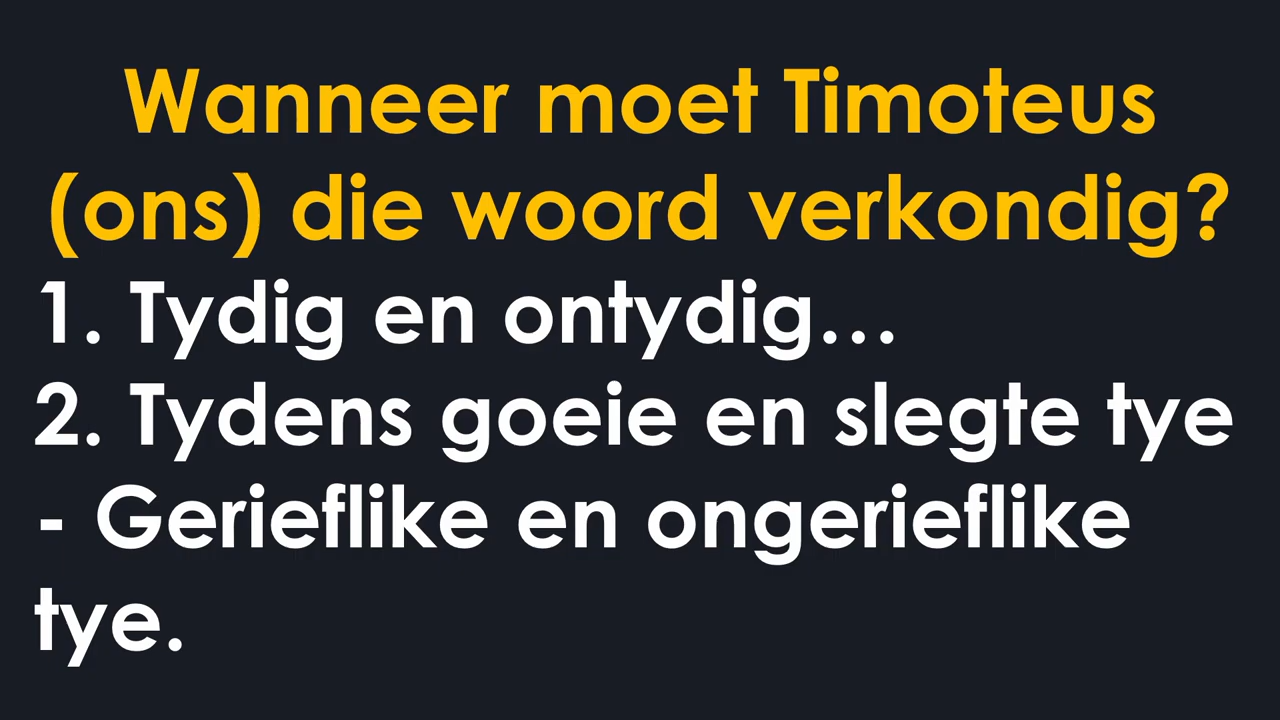 Wanneer moet Timoteus
(ons) die woord verkondig?
1. Tydig en ontydig…
2. Tydens goeie en slegte tye
- Gerieflike en ongerieflike
tye.